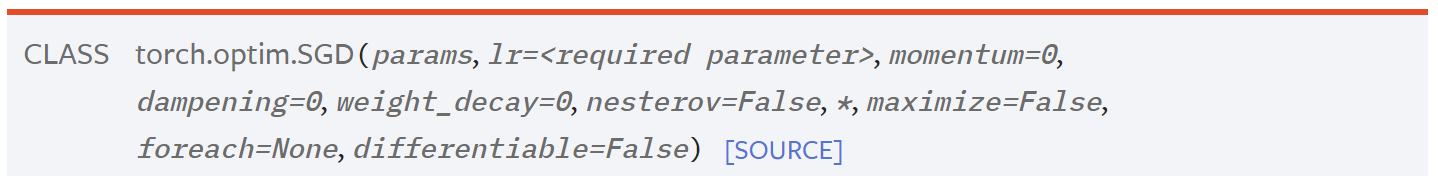 CLASS torch.optim.SGD(params, lr=<required parameter>, momentum=0,
dampening=0, weight_decay=0, nesterov=False, *, maximize=False,
foreach=None, differentiable=False) [SOURCE]